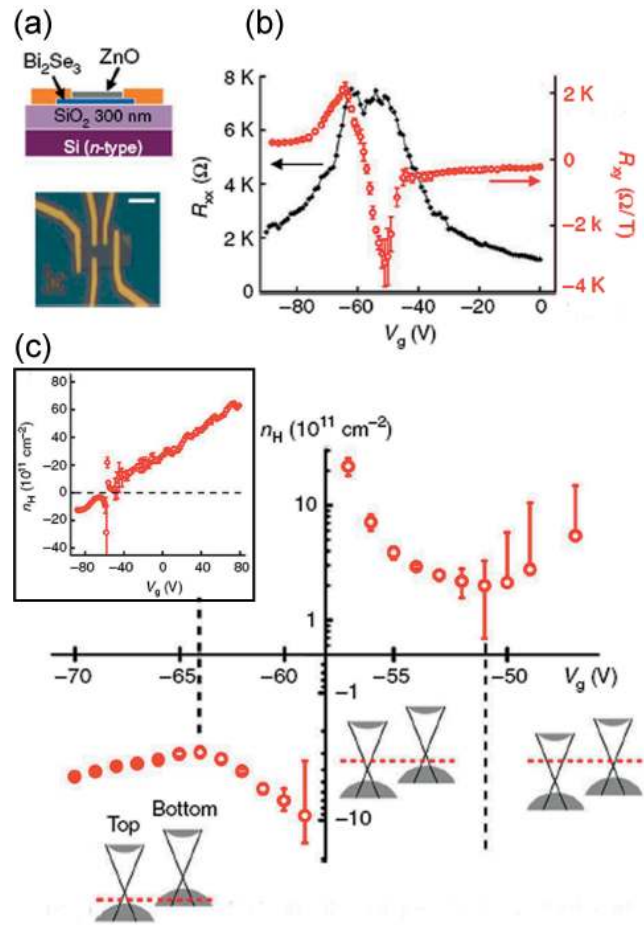 (a)
Bi2Se3
ZnO
SiO2 300 nm
Si (n-type)
(b)
8 K
6 K
4 K
2 K
0
Rxx (Ω)
2 K
0
−2 K
−4 K
Rxy (Ω/T)
−80 −60 −40 −20 0
Vg (V)
(c)
60
40
−20
0
−20
−40
nH (10^11 cm−2)
−80 −40 0 40 80
Vg (V)
nH (10^11 cm−2)
10
1
−70 −65 −60 −55 −50 Vg (V)
−1
−10
Top
Bottom